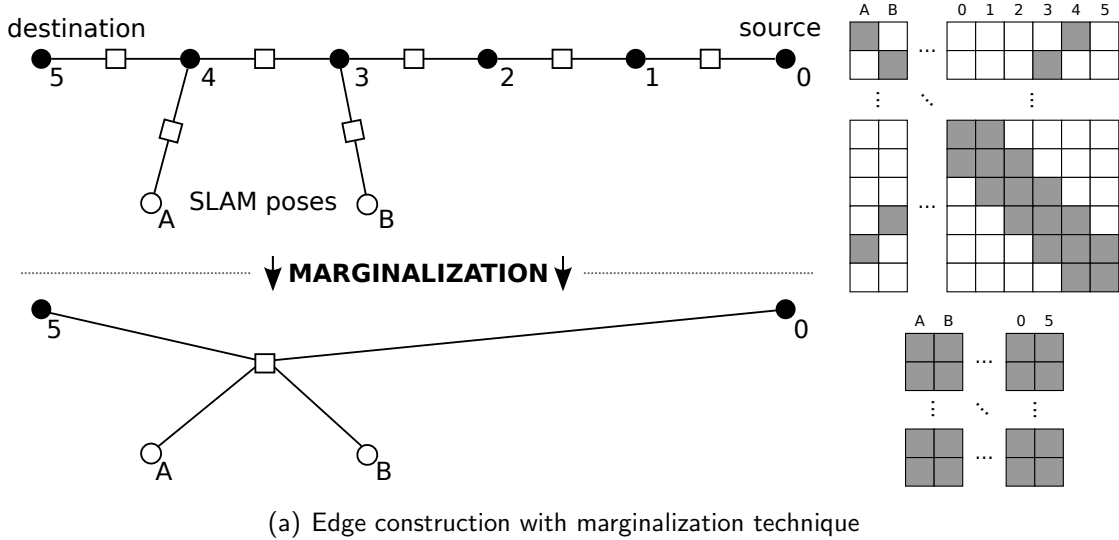 destination
source
5
4
3
2
1
0
A
SLAM poses
B
MARGINALIZATION
5
0
A
B
A B ... 0 1 2 3 4 5
⋮ ⋱ ⋮
...
A B 0 5
...
⋮ ⋱ ⋮
...
(a) Edge construction with marginalization technique